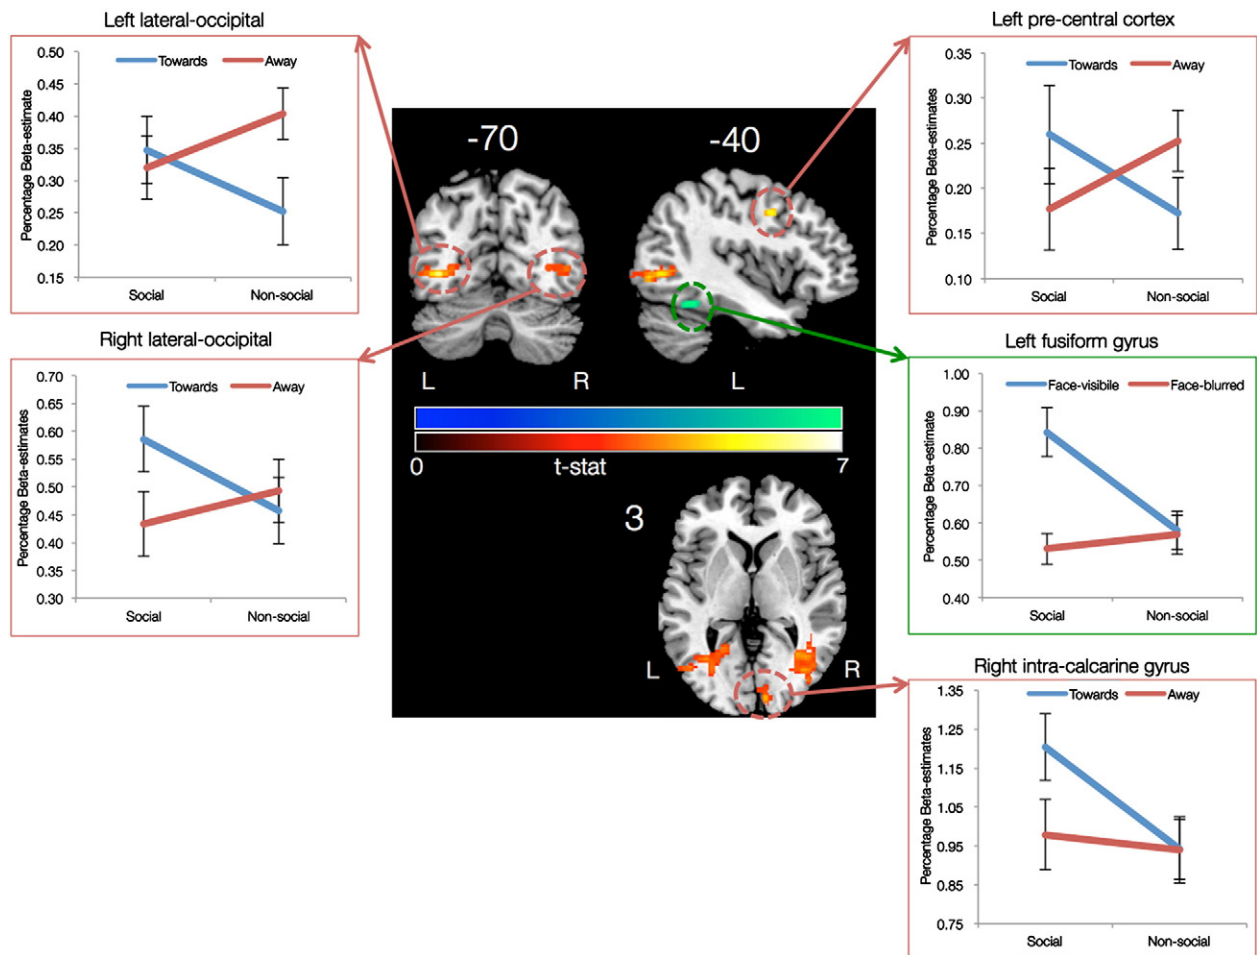 Left lateral-occipital
Percentage Beta-estimate
Towards Away
0.50
0.45
0.40
0.35
0.30
0.25
0.20
0.15
Social Non-social
Right lateral-occipital
Percentage Beta-estimates
Towards Away
0.70
0.65
0.60
0.55
0.50
0.45
0.40
0.35
0.30
Social Non-social
-70 -40
L R L
0 t-stat 7
3
L R
Left pre-central cortex
Percentage Beta-estimates
Towards Away
0.35
0.30
0.25
0.20
0.15
0.10
Social Non-social
Left fusiform gyrus
Percentage Beta-estimate
Face-visibile Face-blurred
1.00
0.90
0.80
0.70
0.60
0.50
0.40
Social Non-social
Right intra-calcarine gyrus
Percentage Beta-estimates
Towards Away
1.35
1.25
1.15
1.05
0.95
0.85
0.75
Social Non-social